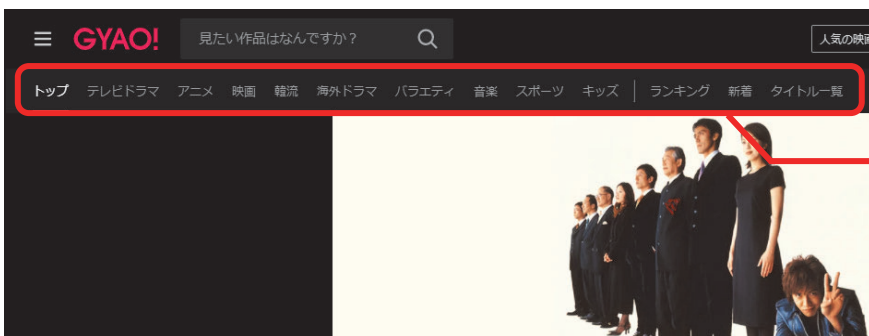 GYAO! 見たい作品はなんですか? 人気の映画
トップ テレビドラマ アニメ 映画 韓流 海外ドラマ バラエティ 音楽 スポーツ キッズ ランキング 新着 タイトル一覧